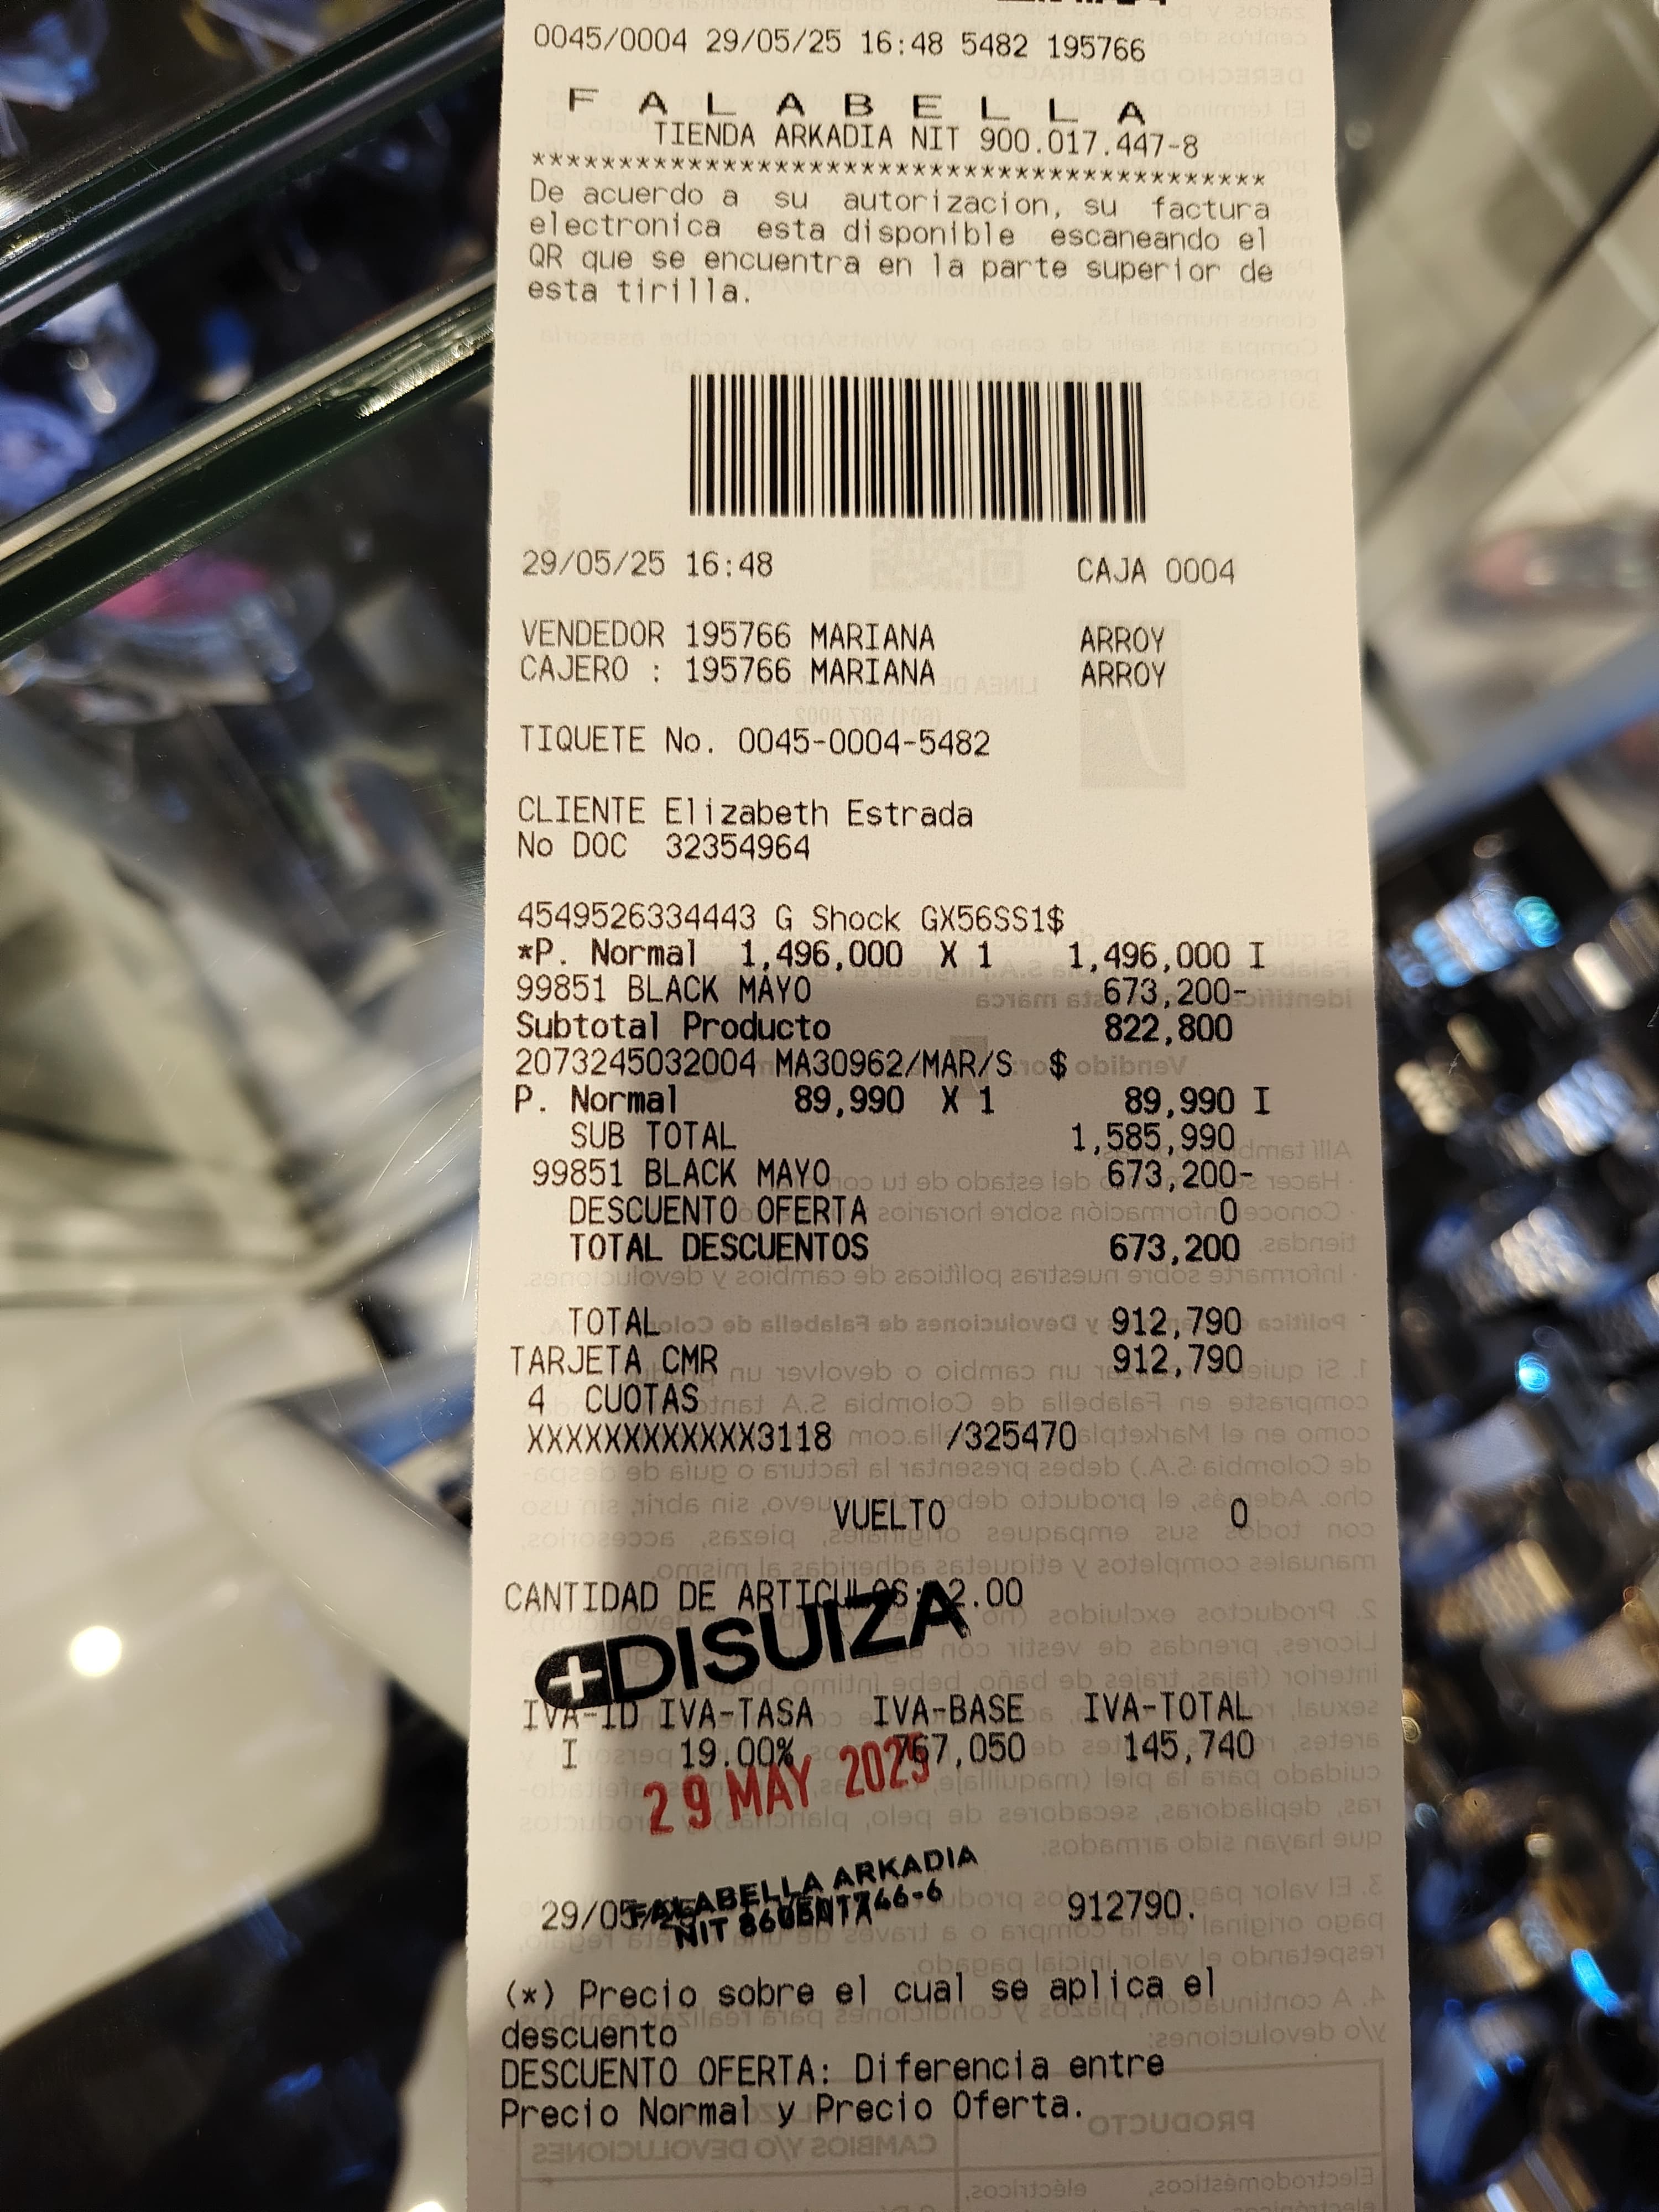 0045/0004 29/05/25 16:48 5482 195766
FALABELLA
TIENDA ARKADIA NIT 900.017.447-8
******************************************
De acuerdo a su autorizacion, su factura
electronica esta disponible escaneando el
QR que se encuentra en la parte superior de
esta tirilla.
29/05/25 16:48 CAJA 0004
VENDEDOR 195766 MARIANA ARROY
CAJERO : 195766 MARIANA ARROY
TIQUETE No. 0045-0004-5482
CLIENTE Elizabeth Estrada
No DOC 32354964
4549526334443 G Shock GX56SS1$
*P. Normal 1,496,000 X 1 1,496,000 I
99851 BLACK MAYO 673,200-
Subtotal Producto 822,800
2073245032004 MA30962/MAR/S $
P. Normal 89,990 X 1 89,990 I
SUB TOTAL 1,585,990
99851 BLACK MAYO 673,200-
DESCUENTO OFERTA 0
TOTAL DESCUENTOS 673,200
TOTAL 912,790
TARJETA CMR 912,790
4 CUOTAS
XXXXXXXXXXXX3118 /325470
VUELTO 0
CANTIDAD DE ARTICULOS: 2.00
DISUIZA
IVA-ID IVA-TASA IVA-BASE IVA-TOTAL
I 19.00% 767,050 145,740
29 MAY 2025
FALABELLA ARKADIA
29/05/25 912790.
NIT
(*) Precio sobre el cual se aplica el
descuento
DESCUENTO OFERTA: Diferencia entre
Precio Normal y Precio Oferta.